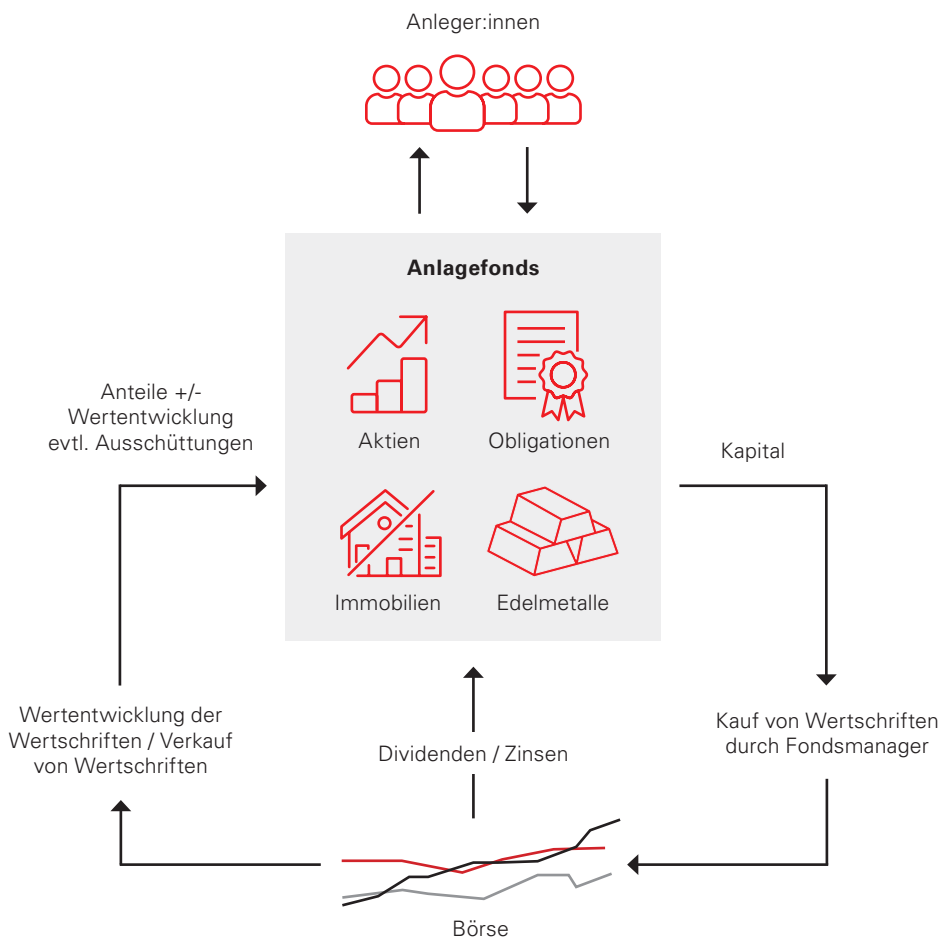 Anleger:innen
Anlagefonds
Aktien
Obligationen
Immobilien
Edelmetalle
Anteile +/-
Wertentwicklung
evtl. Ausschüttungen
Kapital
Wertentwicklung der
Wertschriften / Verkauf
von Wertschriften
Dividenden / Zinsen
Kauf von Wertschriften
durch Fondsmanager
Börse